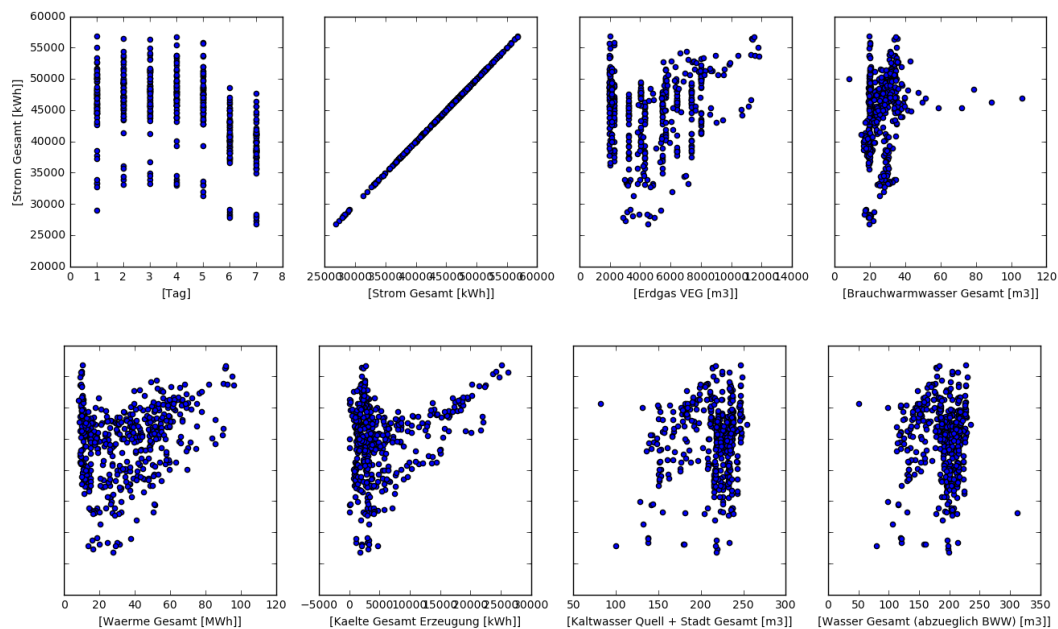 60000
55000
50000
45000
40000
35000
30000
25000
20000
[Strom Gesamt [kWh]]
0 1 2 3 4 5 6 7 8
[Tag]
25000 30000 35000 40000 45000 50000 55000 60000
[Strom Gesamt [kWh]]
0 2000 4000 6000 8000 10000 12000 14000
[Erdgas VEG [m3]]
0 20 40 60 80 100 120
[Brauchwarmwasser Gesamt [m3]]
0 20 40 60 80 100 120
[Waerme Gesamt [MWh]]
−5000 0 5000 10000 15000 20000 25000 30000
[Kaelte Gesamt Erzeugung [kWh]]
50 100 150 200 250 300
[Kaltwasser Quell + Stadt Gesamt [m3]]
0 50 100 150 200 250 300 350
[Wasser Gesamt (abzueglich BWW) [m3]]